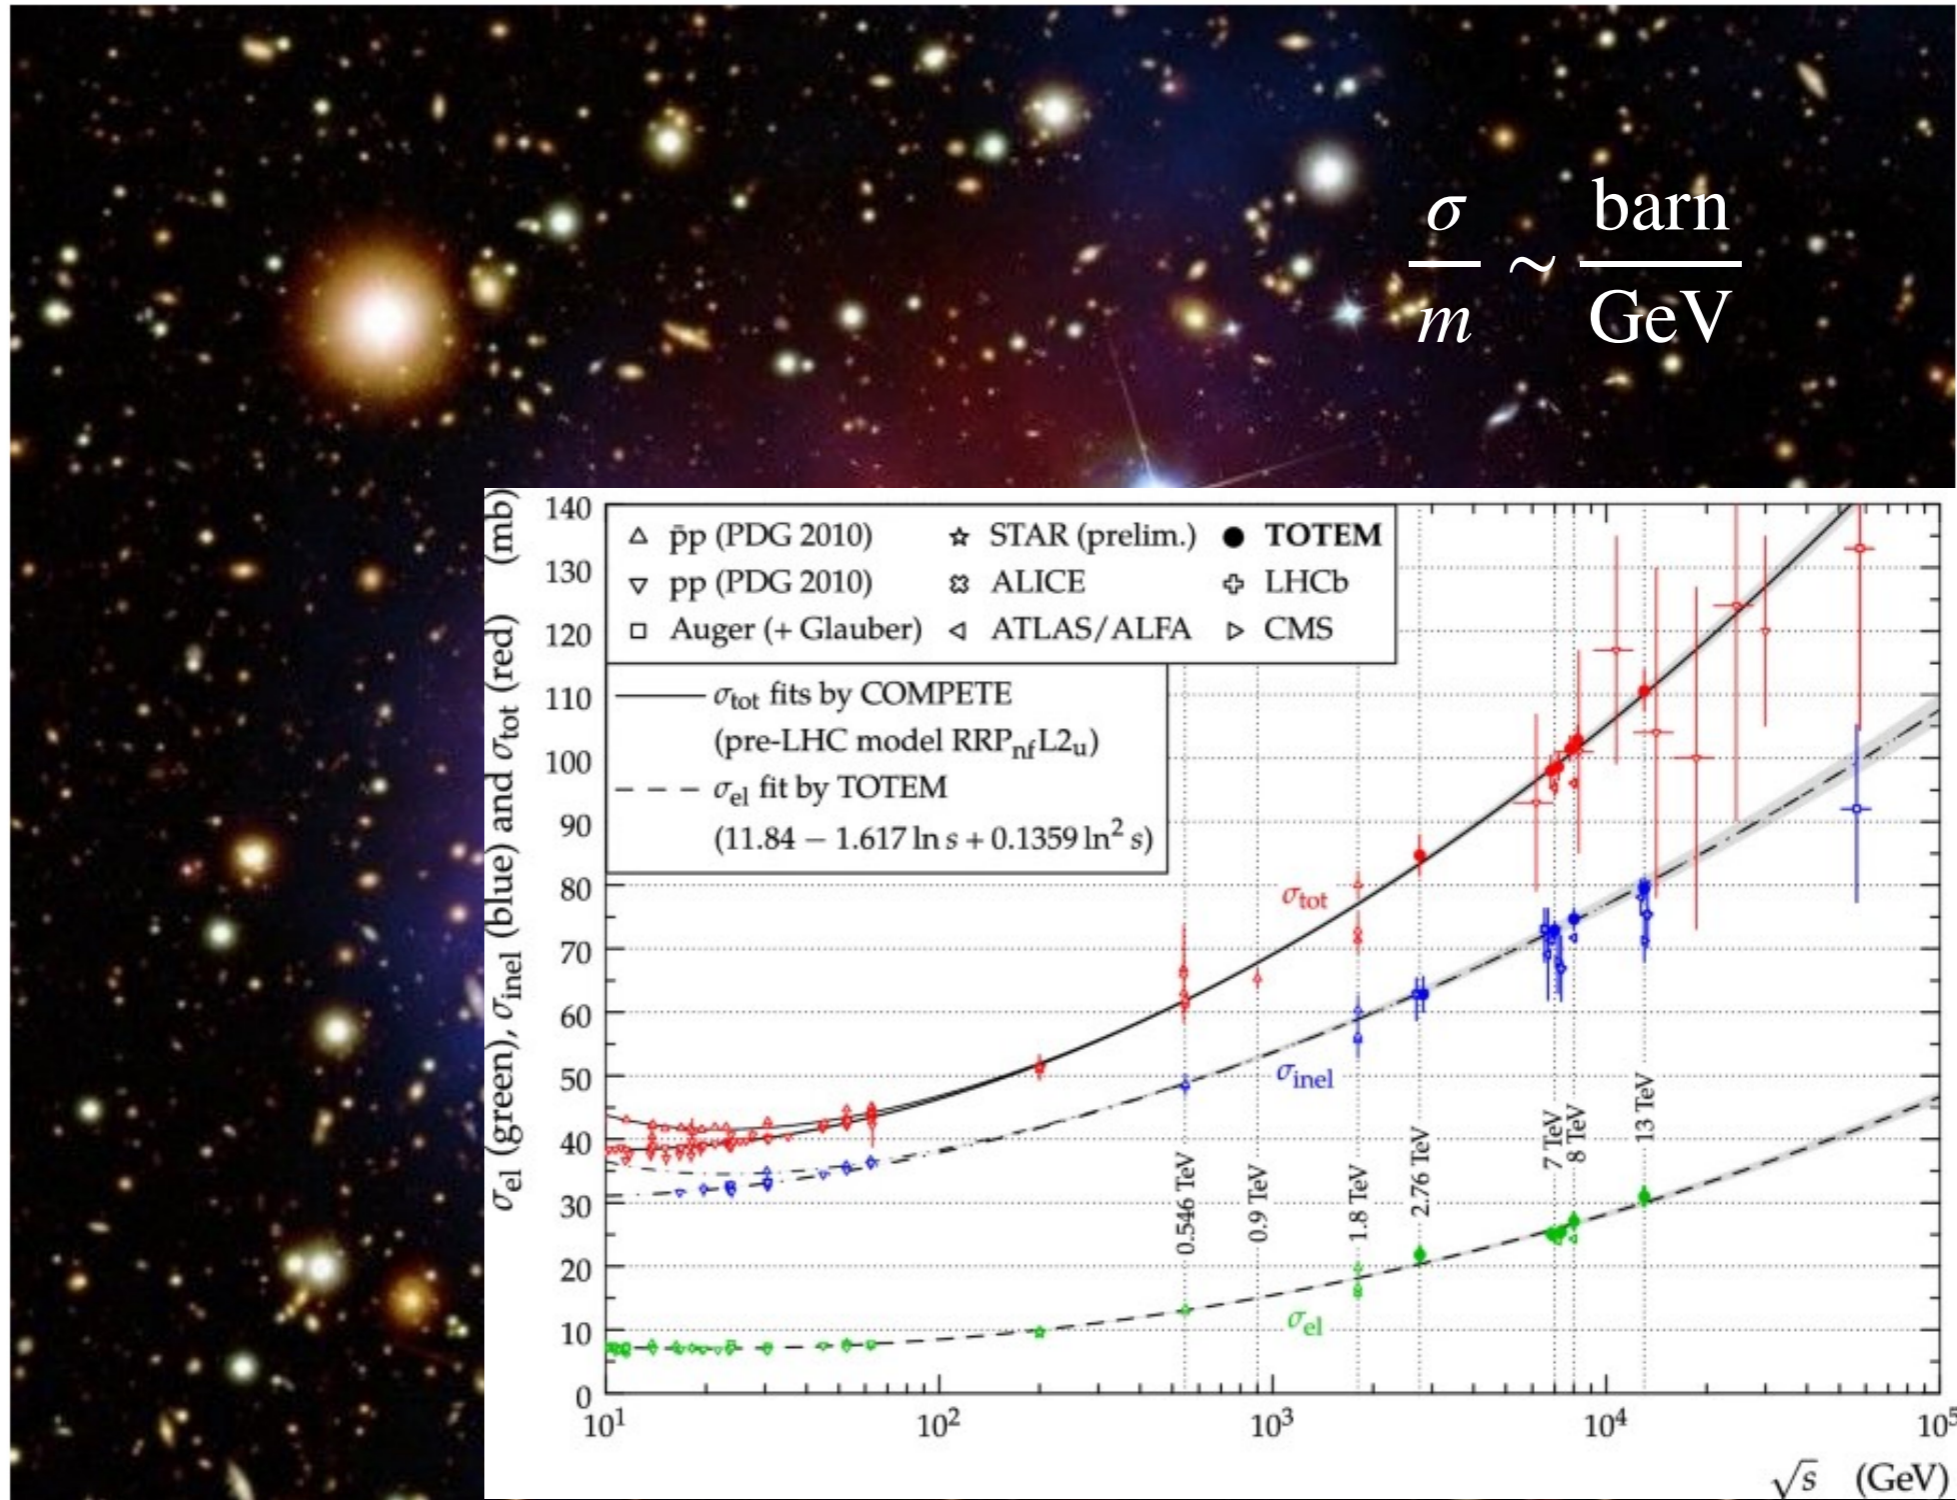 σ/m ~ barn/GeV
σel (green), σinel (blue) and σtot (red) (mb)
140
130
120
110
100
90
80
70
60
50
40
30
20
10
0
p̄p (PDG 2010)
pp (PDG 2010)
Auger (+ Glauber)
STAR (prelim.)
ALICE
ATLAS/ALFA
TOTEM
LHCb
CMS
σtot fits by COMPETE
(pre-LHC model RRPnfL2u)
σel fit by TOTEM
(11.84 − 1.617 ln s + 0.1359 ln² s)
σtot
σinel
σel
0.546 TeV
0.9 TeV
1.8 TeV
2.76 TeV
7 TeV
8 TeV
13 TeV
10¹
10²
10³
10⁴
10⁵
√s (GeV)